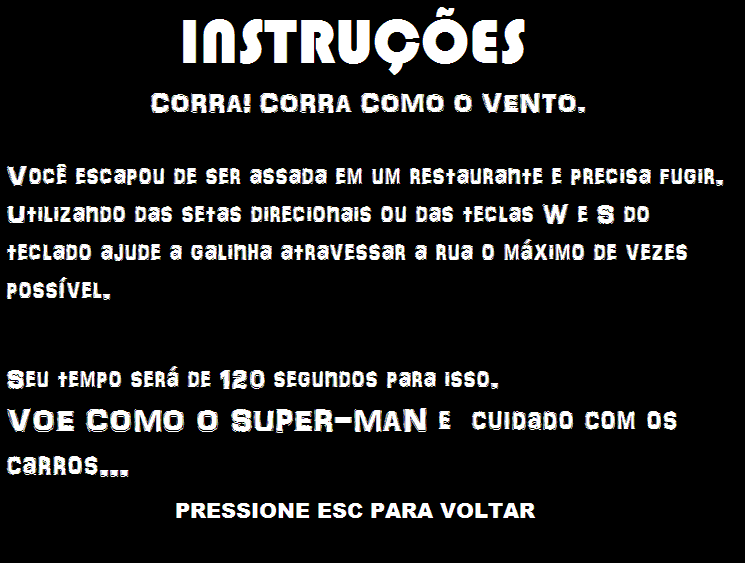 INSTRUÇÕES
CORRA! CORRA COMO O VENTO.
Você escapou de ser assada em um restaurante e precisa fugir.
Utilizando das setas direcionais ou das teclas W e S do
teclado ajude a galinha atravessar a rua o máximo de vezes
possível.
Seu tempo será de 120 segundos para isso.
VOE COMO O SUPER-MAN e cuidado com os
carros...
PRESSIONE ESC PARA VOLTAR